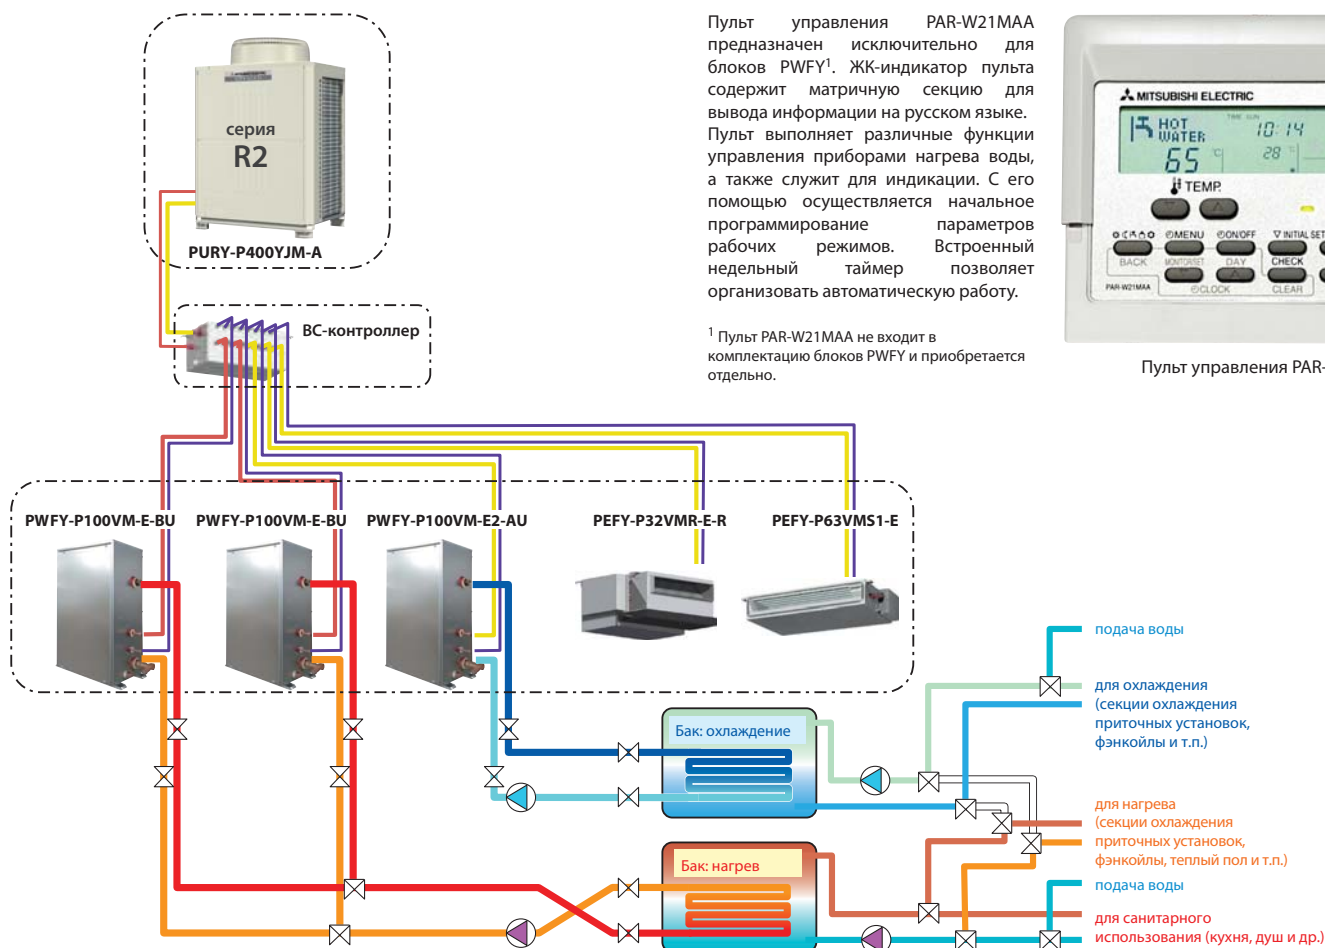 серия
R2
PURY-P400YJM-A
ВС-контроллер
Пульт управления PAR-W21MAA
предназначен исключительно для
блоков PWFY1. ЖК-индикатор пульта
содержит матричную секцию для
вывода информации на русском языке.
Пульт выполняет различные функции
управления приборами нагрева воды,
а также служит для индикации. С его
помощью осуществляется начальное
программирование параметров
рабочих режимов. Встроенный
недельный таймер позволяет
организовать автоматическую работу.
1 Пульт PAR-W21MAA не входит в
комплектацию блоков PWFY и приобретается
отдельно.
MITSUBISHI ELECTRIC
TIME SUN
HOT
WATER
10:14
65 °C
28 °C
TEMP.
MENU
ON/OFF
INITIAL SET
BACK
MONITOR/SET
DAY
CHECK
PAR-W21MAA
CLOCK
CLEAR
Пульт управления PAR-
PWFY-P100VM-E-BU
PWFY-P100VM-E-BU
PWFY-P100VM-E2-AU
PEFY-P32VMR-E-R
PEFY-P63VMS1-E
Бак: охлаждение
Бак: нагрев
подача воды
для охлаждения
(секции охлаждения
приточных установок,
фэнкойлы и т.п.)
для нагрева
(секции охлаждения
приточных установок,
фэнкойлы, теплый пол и т.п.)
подача воды
для санитарного
использования (кухня, душ и др.)